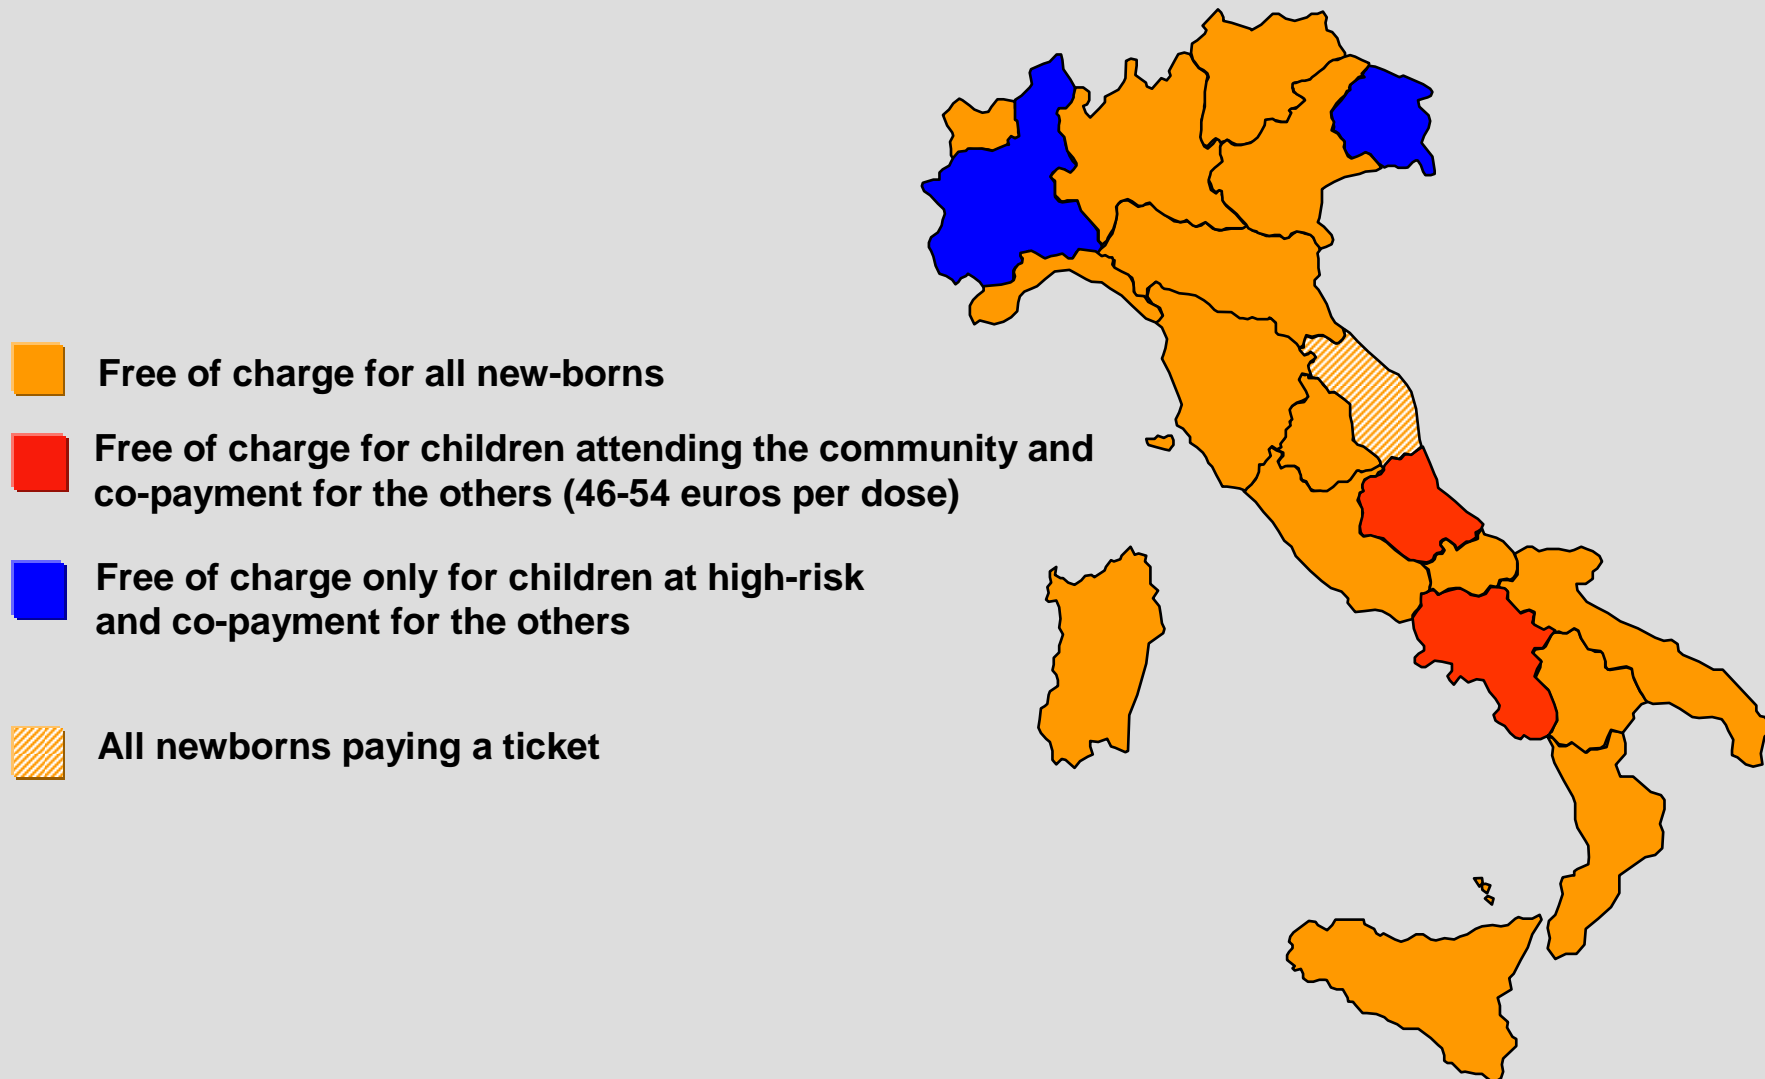 Free of charge for all new-borns
Free of charge for children attending the community and
co-payment for the others (46-54 euros per dose)
Free of charge only for children at high-risk
and co-payment for the others
All newborns paying a ticket